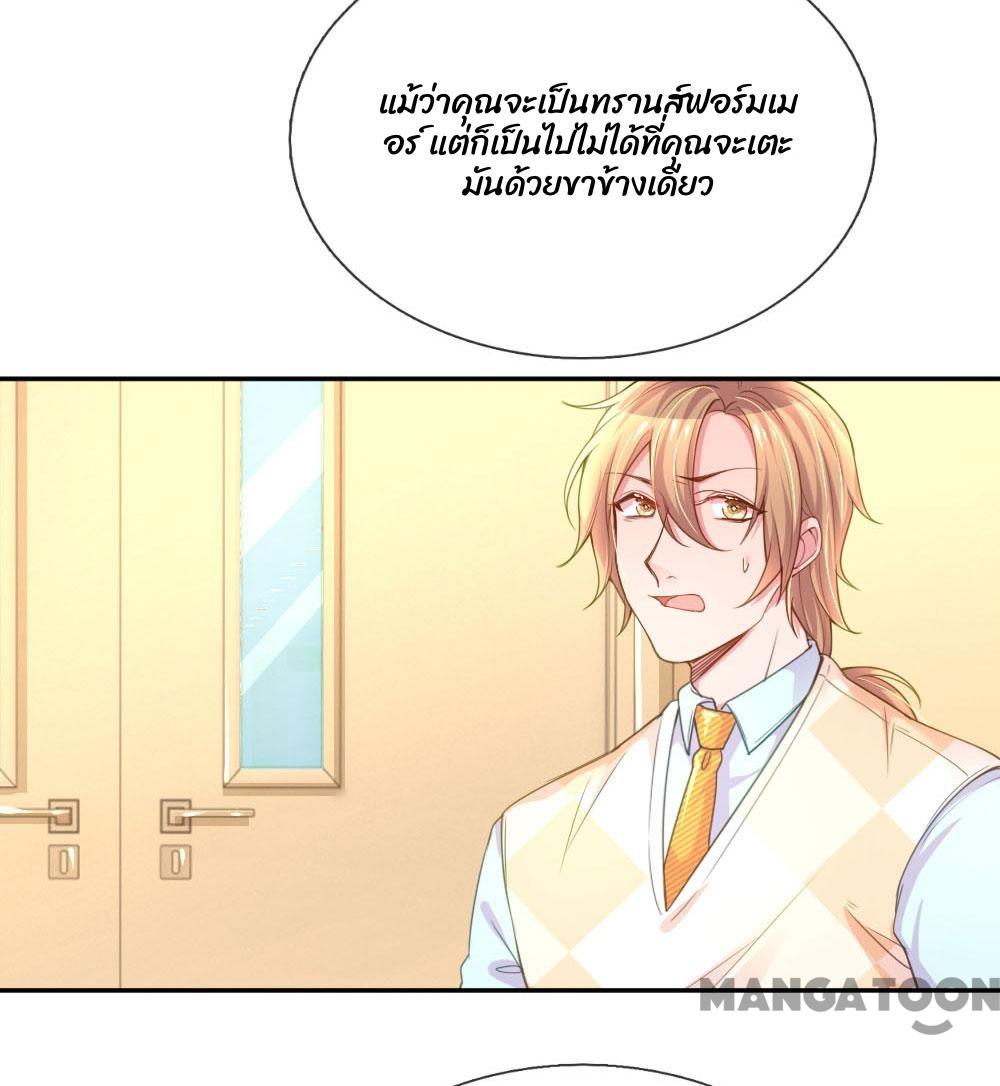 แม้ว่าคุณจะเป็นทรานส์ฟอร์มเม
อร์ แต่ก็เป็นไปไม่ได้ที่คุณจะเตะ
มันด้วยขาข้างเดียว
MANGATOON